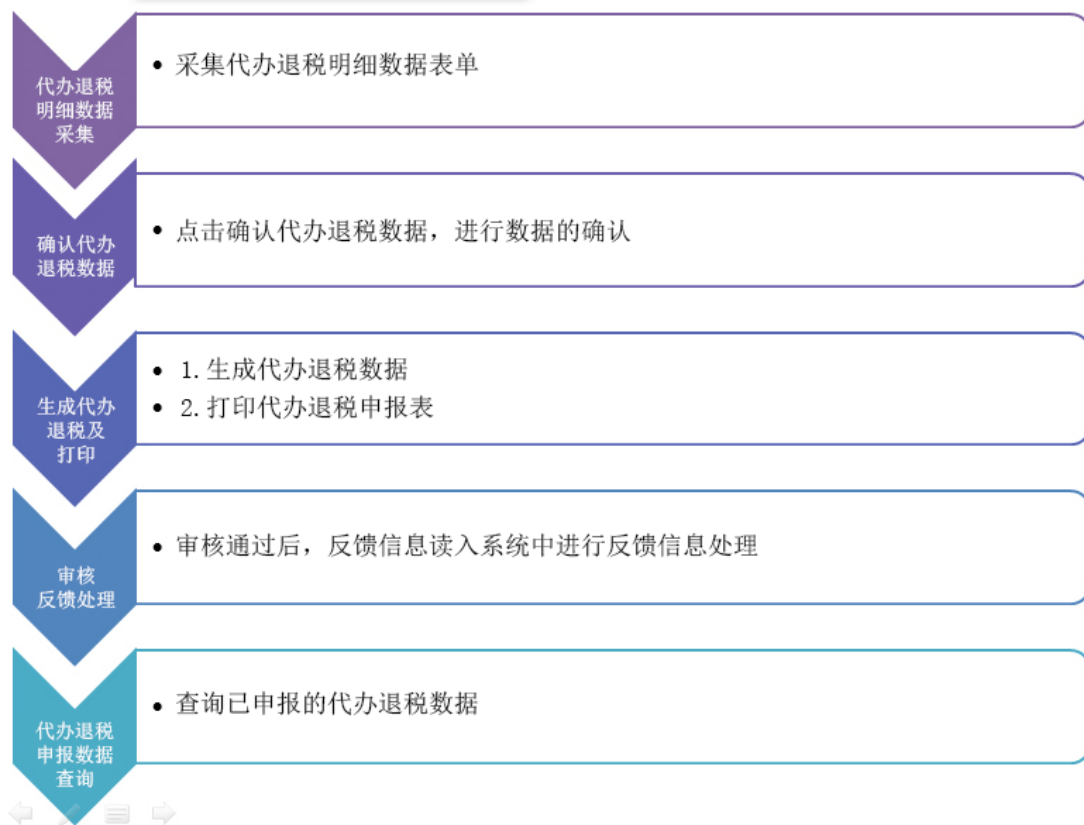 代办退税
明细数据
采集
• 采集代办退税明细数据表单
确认代办
退税数据
• 点击确认代办退税数据，进行数据的确认
生成代办
退税及
打印
• 1.生成代办退税数据
• 2.打印代办退税申报表
审核
反馈处理
• 审核通过后，反馈信息读入系统中进行反馈信息处理
代办退税
申报数据
查询
• 查询已申报的代办退税数据